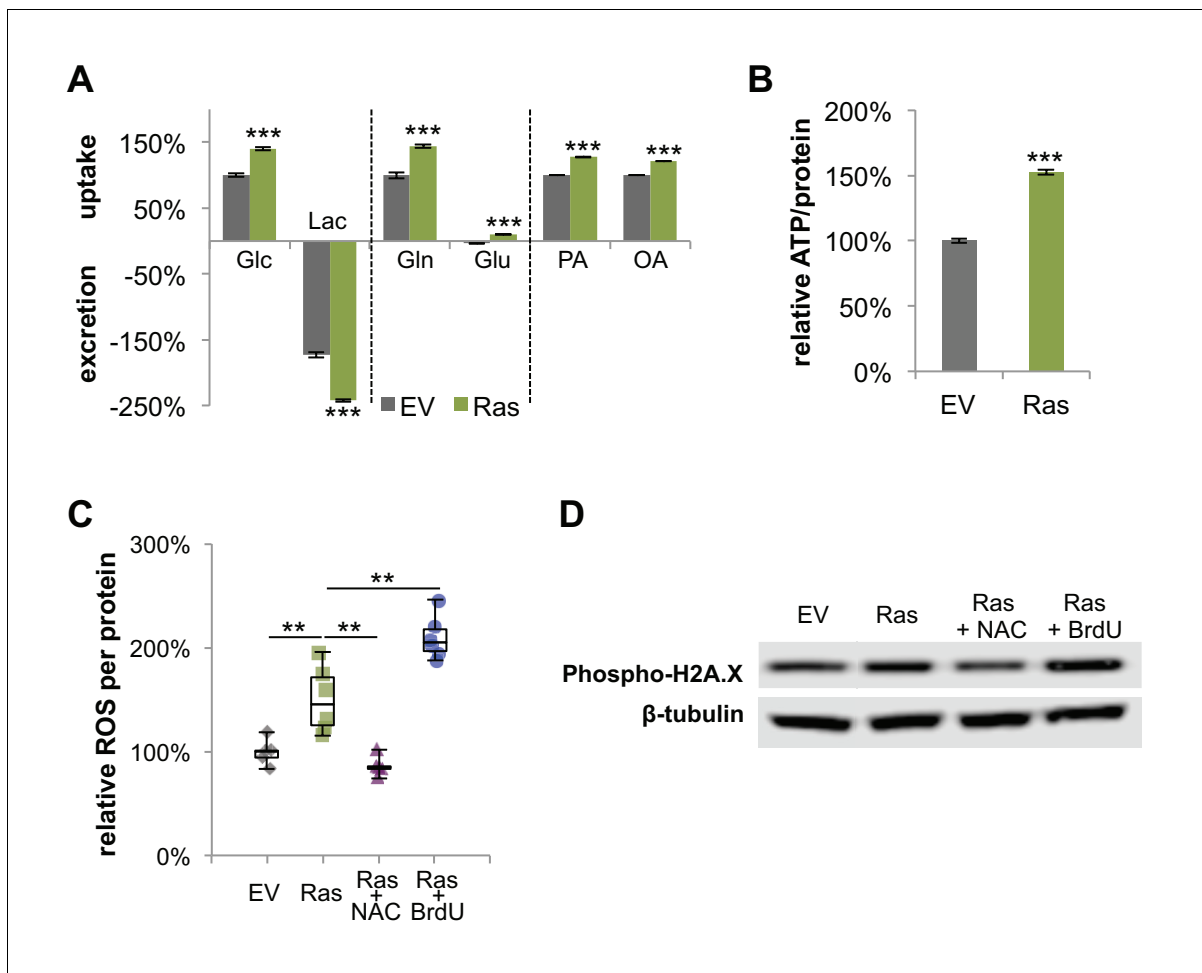 A
uptake
excretion
150%
50%
-50%
-150%
-250%
***
Lac
***
***
***
***
***
Glc
Gln
Glu
PA
OA
EV
Ras
B
relative ATP/protein
200%
150%
100%
50%
0%
***
EV
Ras
C
relative ROS per protein
300%
200%
100%
0%
**
**
**
EV
Ras
Ras
+
NAC
Ras
+
BrdU
D
EV
Ras
Ras
+ NAC
Ras
+ BrdU
Phospho-H2A.X
β-tubulin